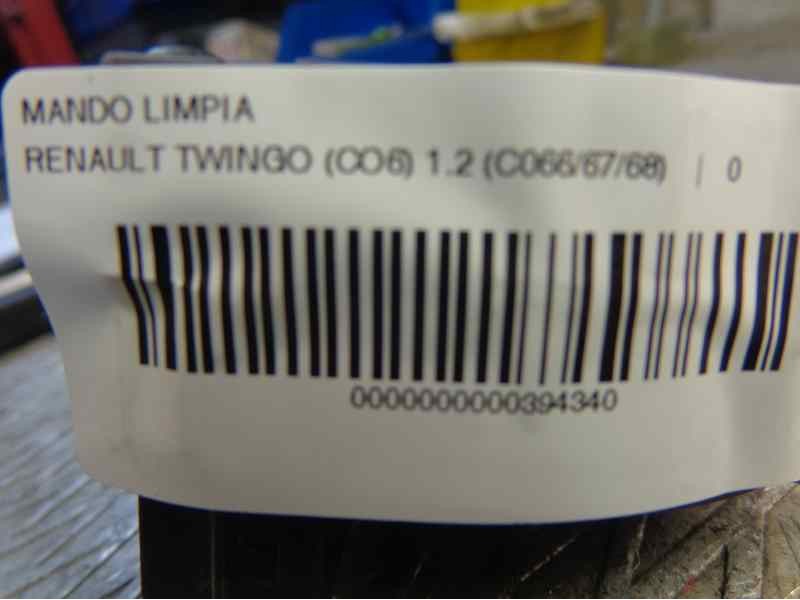 MANDO LIMPIA
RENAULT TWINGO (CO6) 1.2 (C066/67/68) | 0
0000000000394340